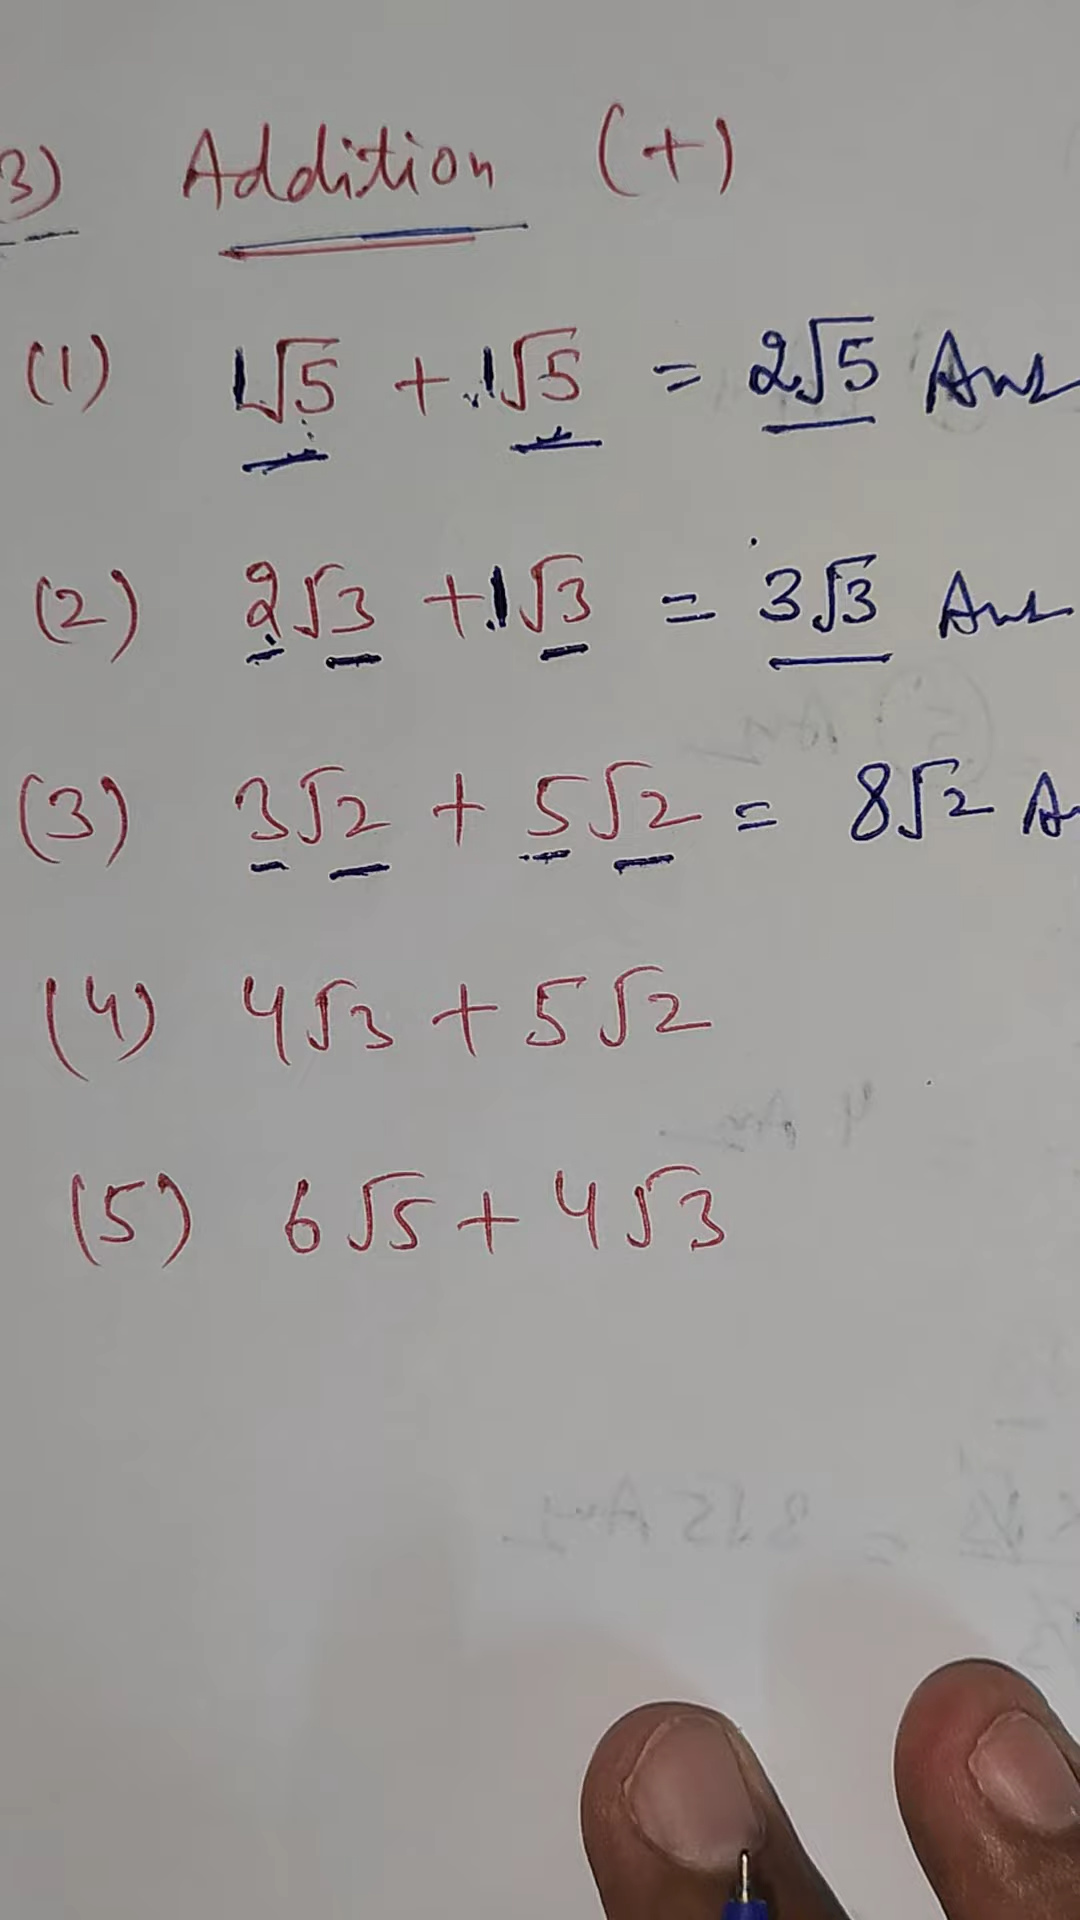 3) Addition (+)
(1) 1√5 + 1√5 = 2√5 Ans
(2) 2√3 + 1√3 = 3√3 Ans
(3) 3√2 + 5√2 = 8√2 A
(4) 4√3 + 5√2
(5) 6√5 + 4√3